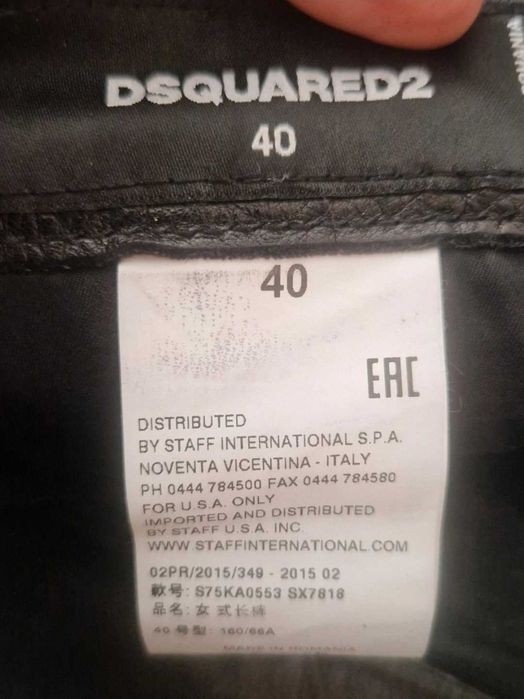 DSQUARED2
40
40
EAC
DISTRIBUTED
BY STAFF INTERNATIONAL S.P.A.
NOVENTA VICENTINA - ITALY
PH 0444 784500 FAX 0444 784580
FOR U.S.A. ONLY
IMPORTED AND DISTRIBUTED
BY STAFF U.S.A. INC.
WWW.STAFFINTERNATIONAL.COM
02PR/2015/349 - 2015 02
款号: S75KA0553 SX7818
品名: 女式长裤
40 号型: 160/66A
MADE IN ROMANIA